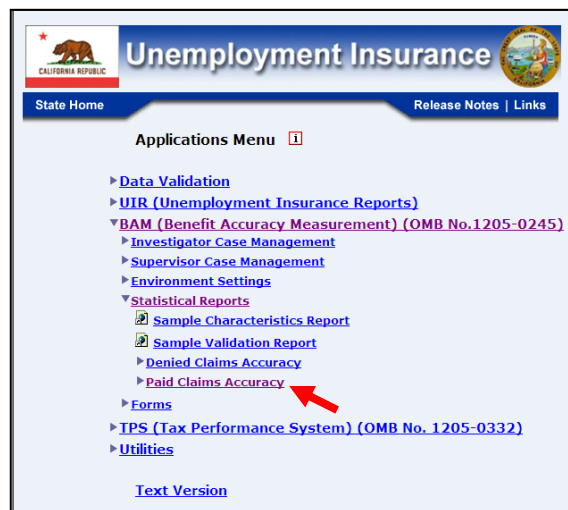 CALIFORNIA REPUBLIC
Unemployment Insurance
State Home
Release Notes | Links
Applications Menu i
Data Validation
UIR (Unemployment Insurance Reports)
BAM (Benefit Accuracy Measurement) (OMB No.1205-0245)
Investigator Case Management
Supervisor Case Management
Environment Settings
Statistical Reports
Sample Characteristics Report
Sample Validation Report
Denied Claims Accuracy
Paid Claims Accuracy
Forms
TPS (Tax Performance System) (OMB No. 1205-0332)
Utilities
Text Version